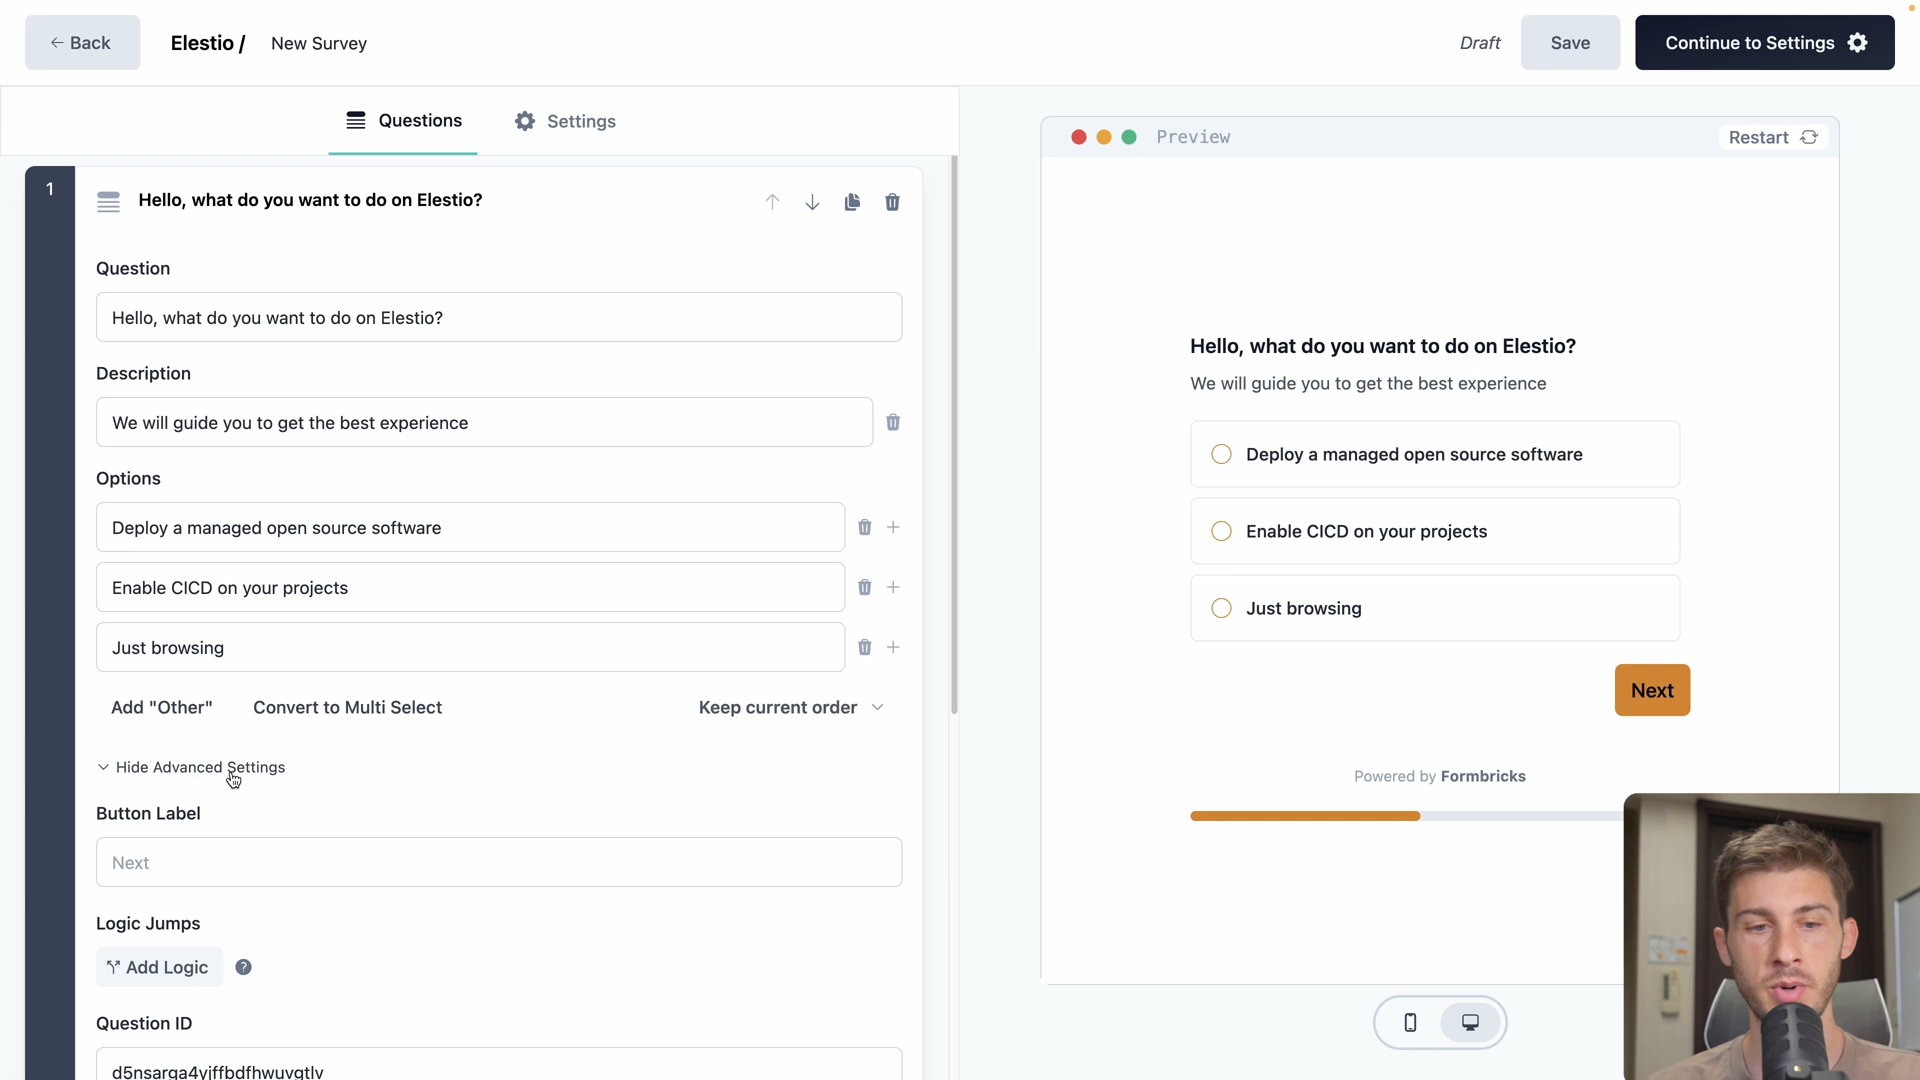 Back
Elestio /
New Survey
Draft
Save
Continue to Settings
Questions
Settings
1
Hello, what do you want to do on Elestio?
Question
Hello, what do you want to do on Elestio?
Description
We will guide you to get the best experience
Options
Deploy a managed open source software
Enable CICD on your projects
Just browsing
Add "Other"
Convert to Multi Select
Keep current order
Hide Advanced Settings
Button Label
Next
Logic Jumps
Add Logic
?
Question ID
d5nsarga4yjffbdfhwuvgtlv
Preview
Restart
Hello, what do you want to do on Elestio?
We will guide you to get the best experience
Deploy a managed open source software
Enable CICD on your projects
Just browsing
Next
Powered by Formbricks